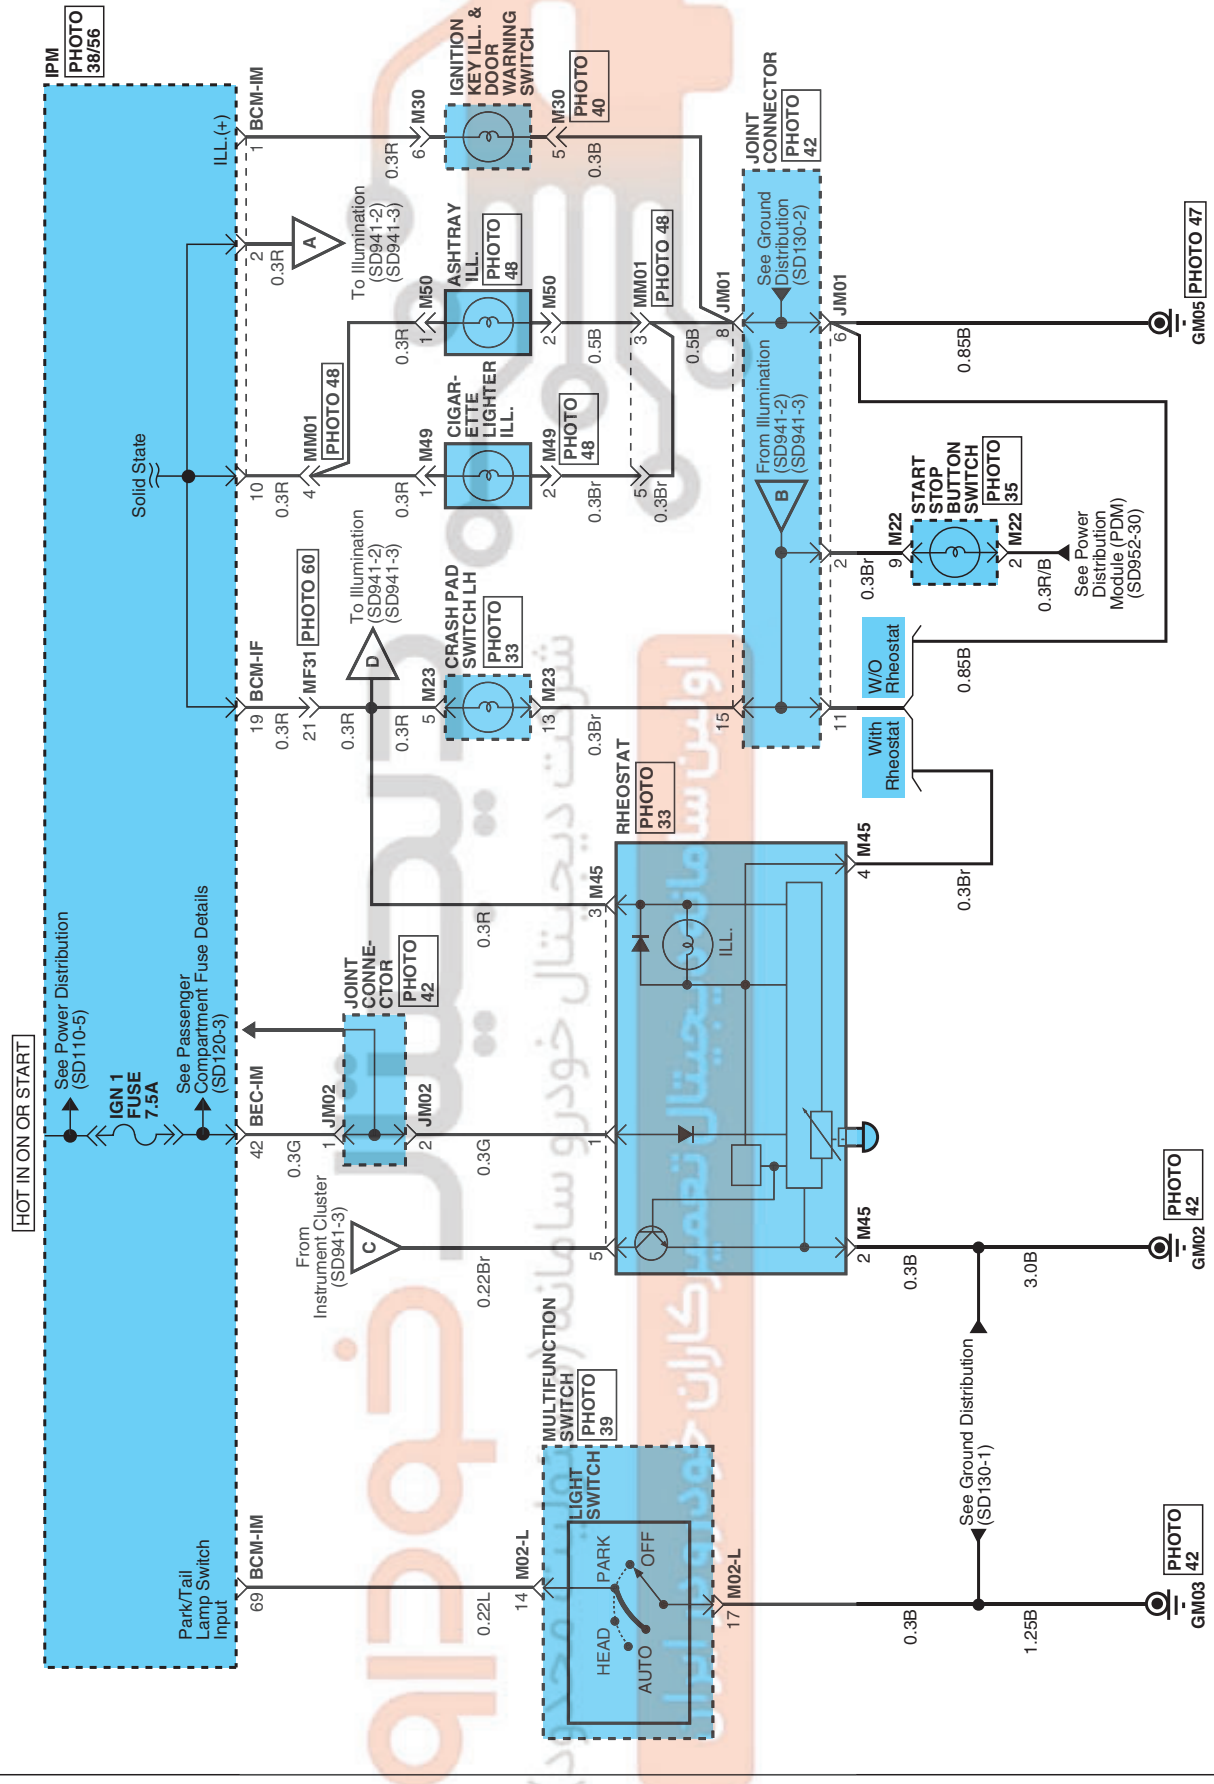 HOT IN ON OR START
IPM
PHOTO
38/56
See Power Distribution
(SD110-5)
IGN 1
FUSE
7.5A
See Passenger
Compartment Fuse Details
(SD120-3)
Park/Tail
Lamp Switch
Input
Solid State
ILL.(+)
69
BCM-IM
42
BEC-IM
19
BCM-IF
10
2
1
BCM-IM
0.22L
14
M02-L
MULTIFUNCTION
SWITCH
PHOTO
39
LIGHT
SWITCH
HEAD
PARK
AUTO
OFF
17
M02-L
0.3B
1.25B
GM03
PHOTO
42
See Ground Distribution
(SD130-1)
From
Instrument Cluster
(SD941-3)
C
0.22Br
5
0.3G
1
JM02
JOINT
CONNE-
CTOR
PHOTO
42
2
JM02
0.3G
1
0.3R
3
M45
RHEOSTAT
PHOTO
33
ILL.
2
M45
4
M45
0.3B
3.0B
GM02
PHOTO
42
0.3Br
0.3R
21
MF31
PHOTO 60
0.3R
D
To Illumination
(SD941-2)
(SD941-3)
0.3R
5
M23
CRASH PAD
SWITCH LH
PHOTO
33
13
M23
0.3Br
15
0.3R
4
MM01
PHOTO 48
0.3R
1
M49
CIGAR-
ETTE
LIGHTER
ILL.
2
M49
PHOTO
48
0.3Br
5
0.3Br
0.3R
1
M50
ASHTRAY
ILL.
PHOTO
48
2
M50
0.5B
3
MM01
PHOTO 48
0.5B
8
JM01
0.3R
A
To Illumination
(SD941-2)
(SD941-3)
0.3R
6
M30
IGNITION
KEY ILL. &
DOOR
WARNING
SWITCH
5
M30
PHOTO
40
0.3B
JOINT
CONNECTOR
PHOTO
42
From Illumination
(SD941-2)
(SD941-3)
B
See Ground
Distribution
(SD130-2)
11
2
6
JM01
With
Rheostat
W/O
Rheostat
0.85B
0.3Br
9
M22
START
STOP
BUTTON
SWITCH
PHOTO
35
2
M22
0.3R/B
See Power
Distribution
Module (PDM)
(SD952-30)
0.85B
GM05
PHOTO 47